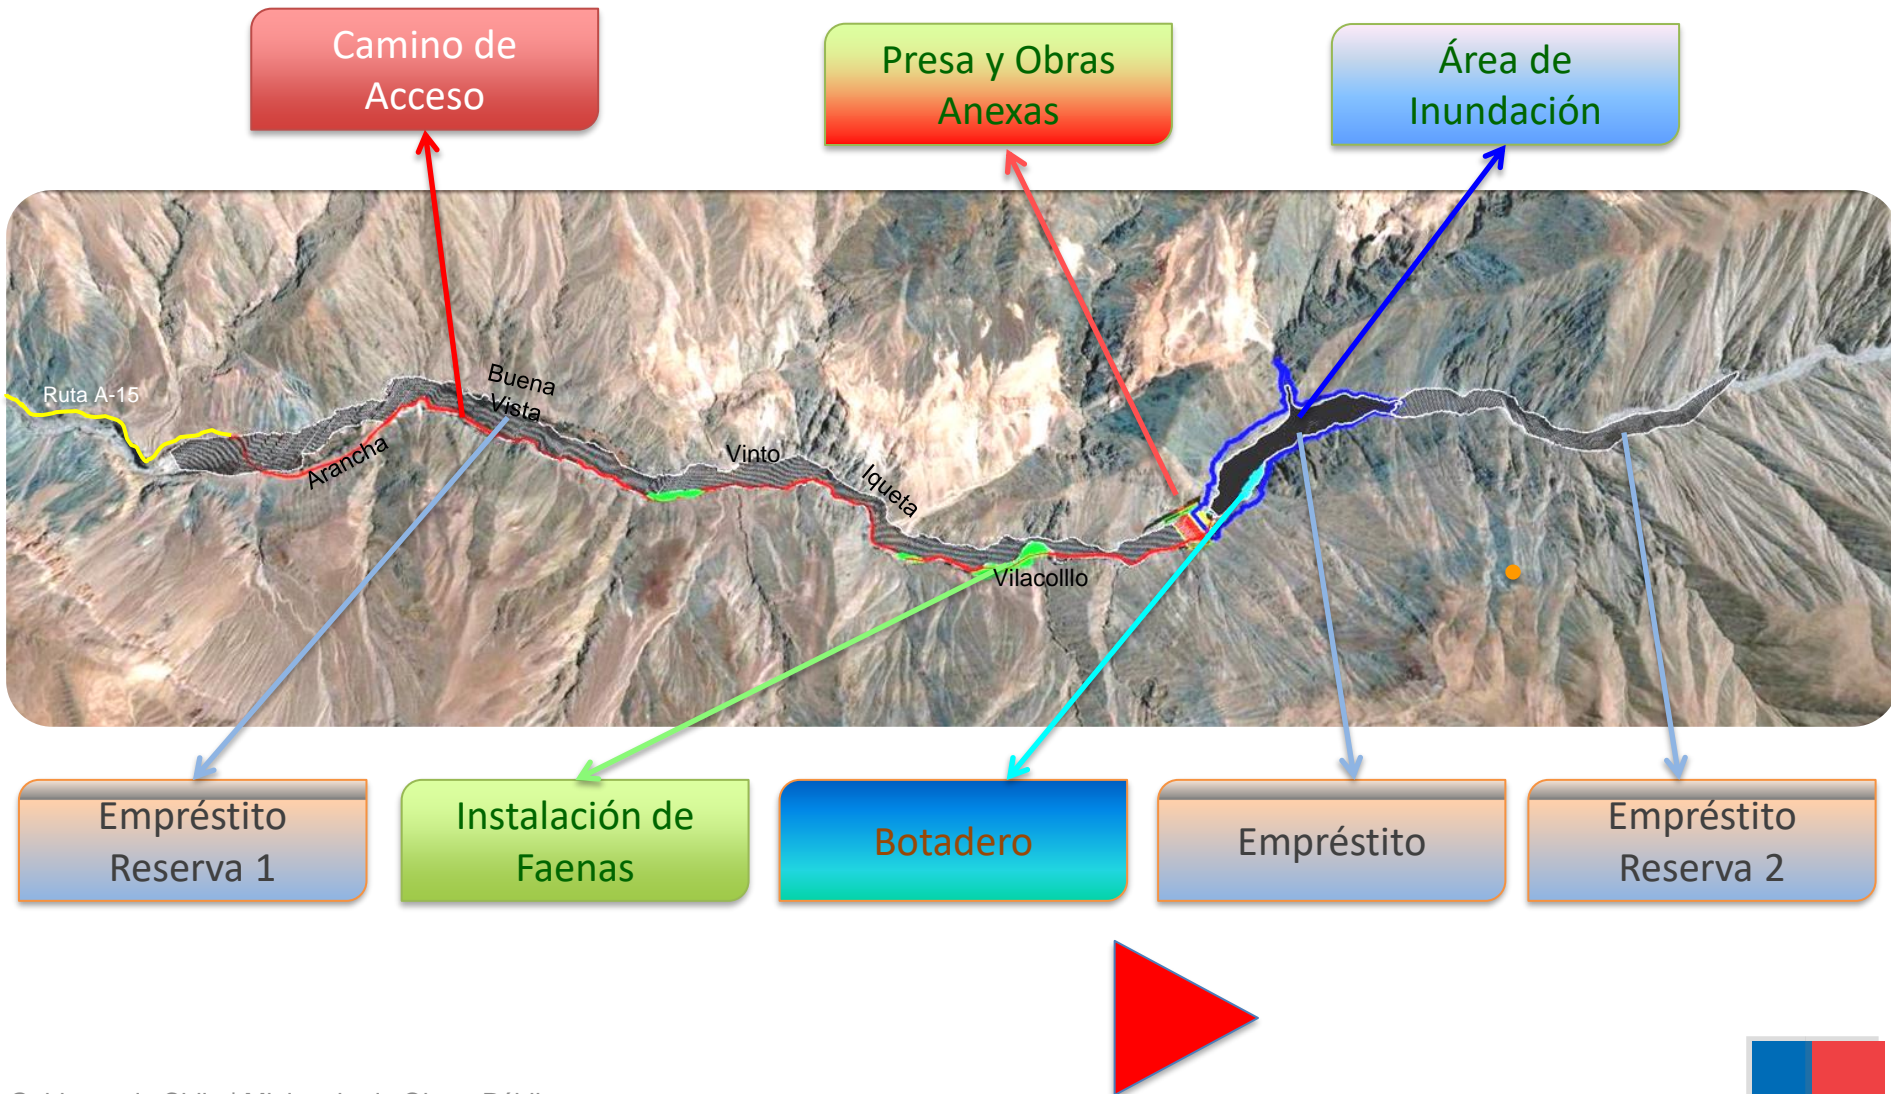 Camino de
Acceso
Presa y Obras
Anexas
Área de
Inundación
Ruta A-15
Arancha
Buena
Vista
Vinto
Iqueta
Vilacolllo
Empréstito
Reserva 1
Instalación de
Faenas
Botadero
Empréstito
Empréstito
Reserva 2